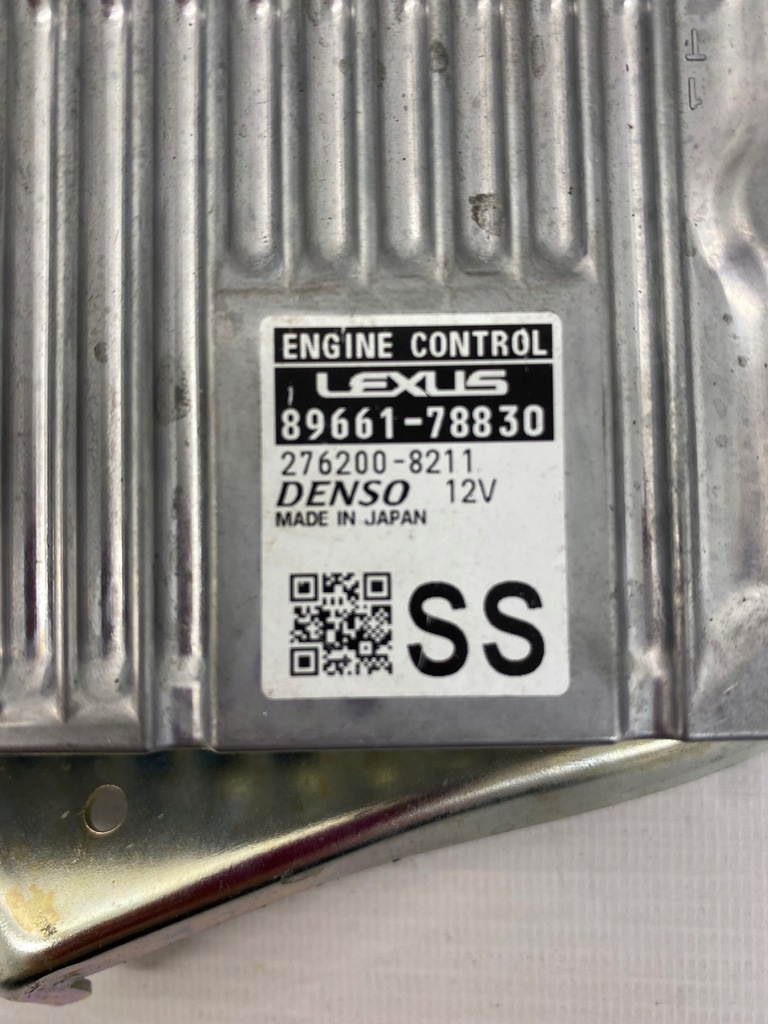 ENGINE CONTROL
LEXUS
89661-78830
276200-8211
DENSO 12V
MADE IN JAPAN
SS